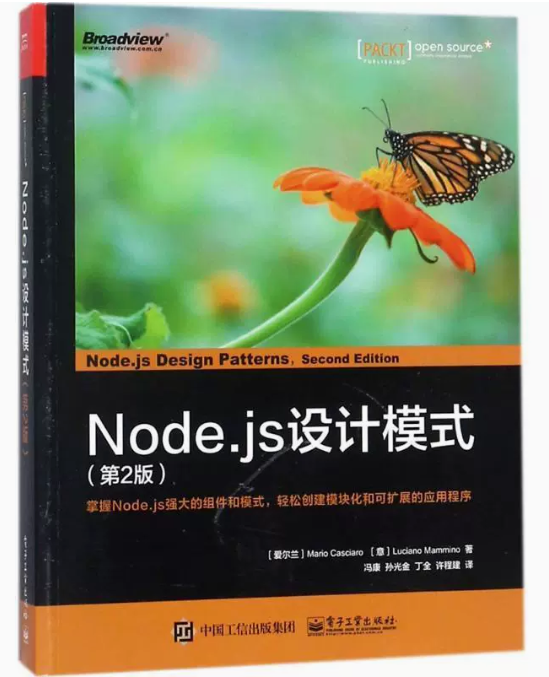 Broadview®
www.broadview.com.cn
[PACKT]
PUBLISHING
open source*
Node.js Design Patterns, Second Edition
Node.js设计模式
(第2版)
掌握Node.js强大的组件和模式,轻松创建模块化和可扩展的应用程序
[爱尔兰] Mario Casciaro [意] Luciano Mammino 著
冯康 孙光金 丁全 许程建 译
中国工信出版集团
电子工业出版社
Node.js设计模式(第2版)